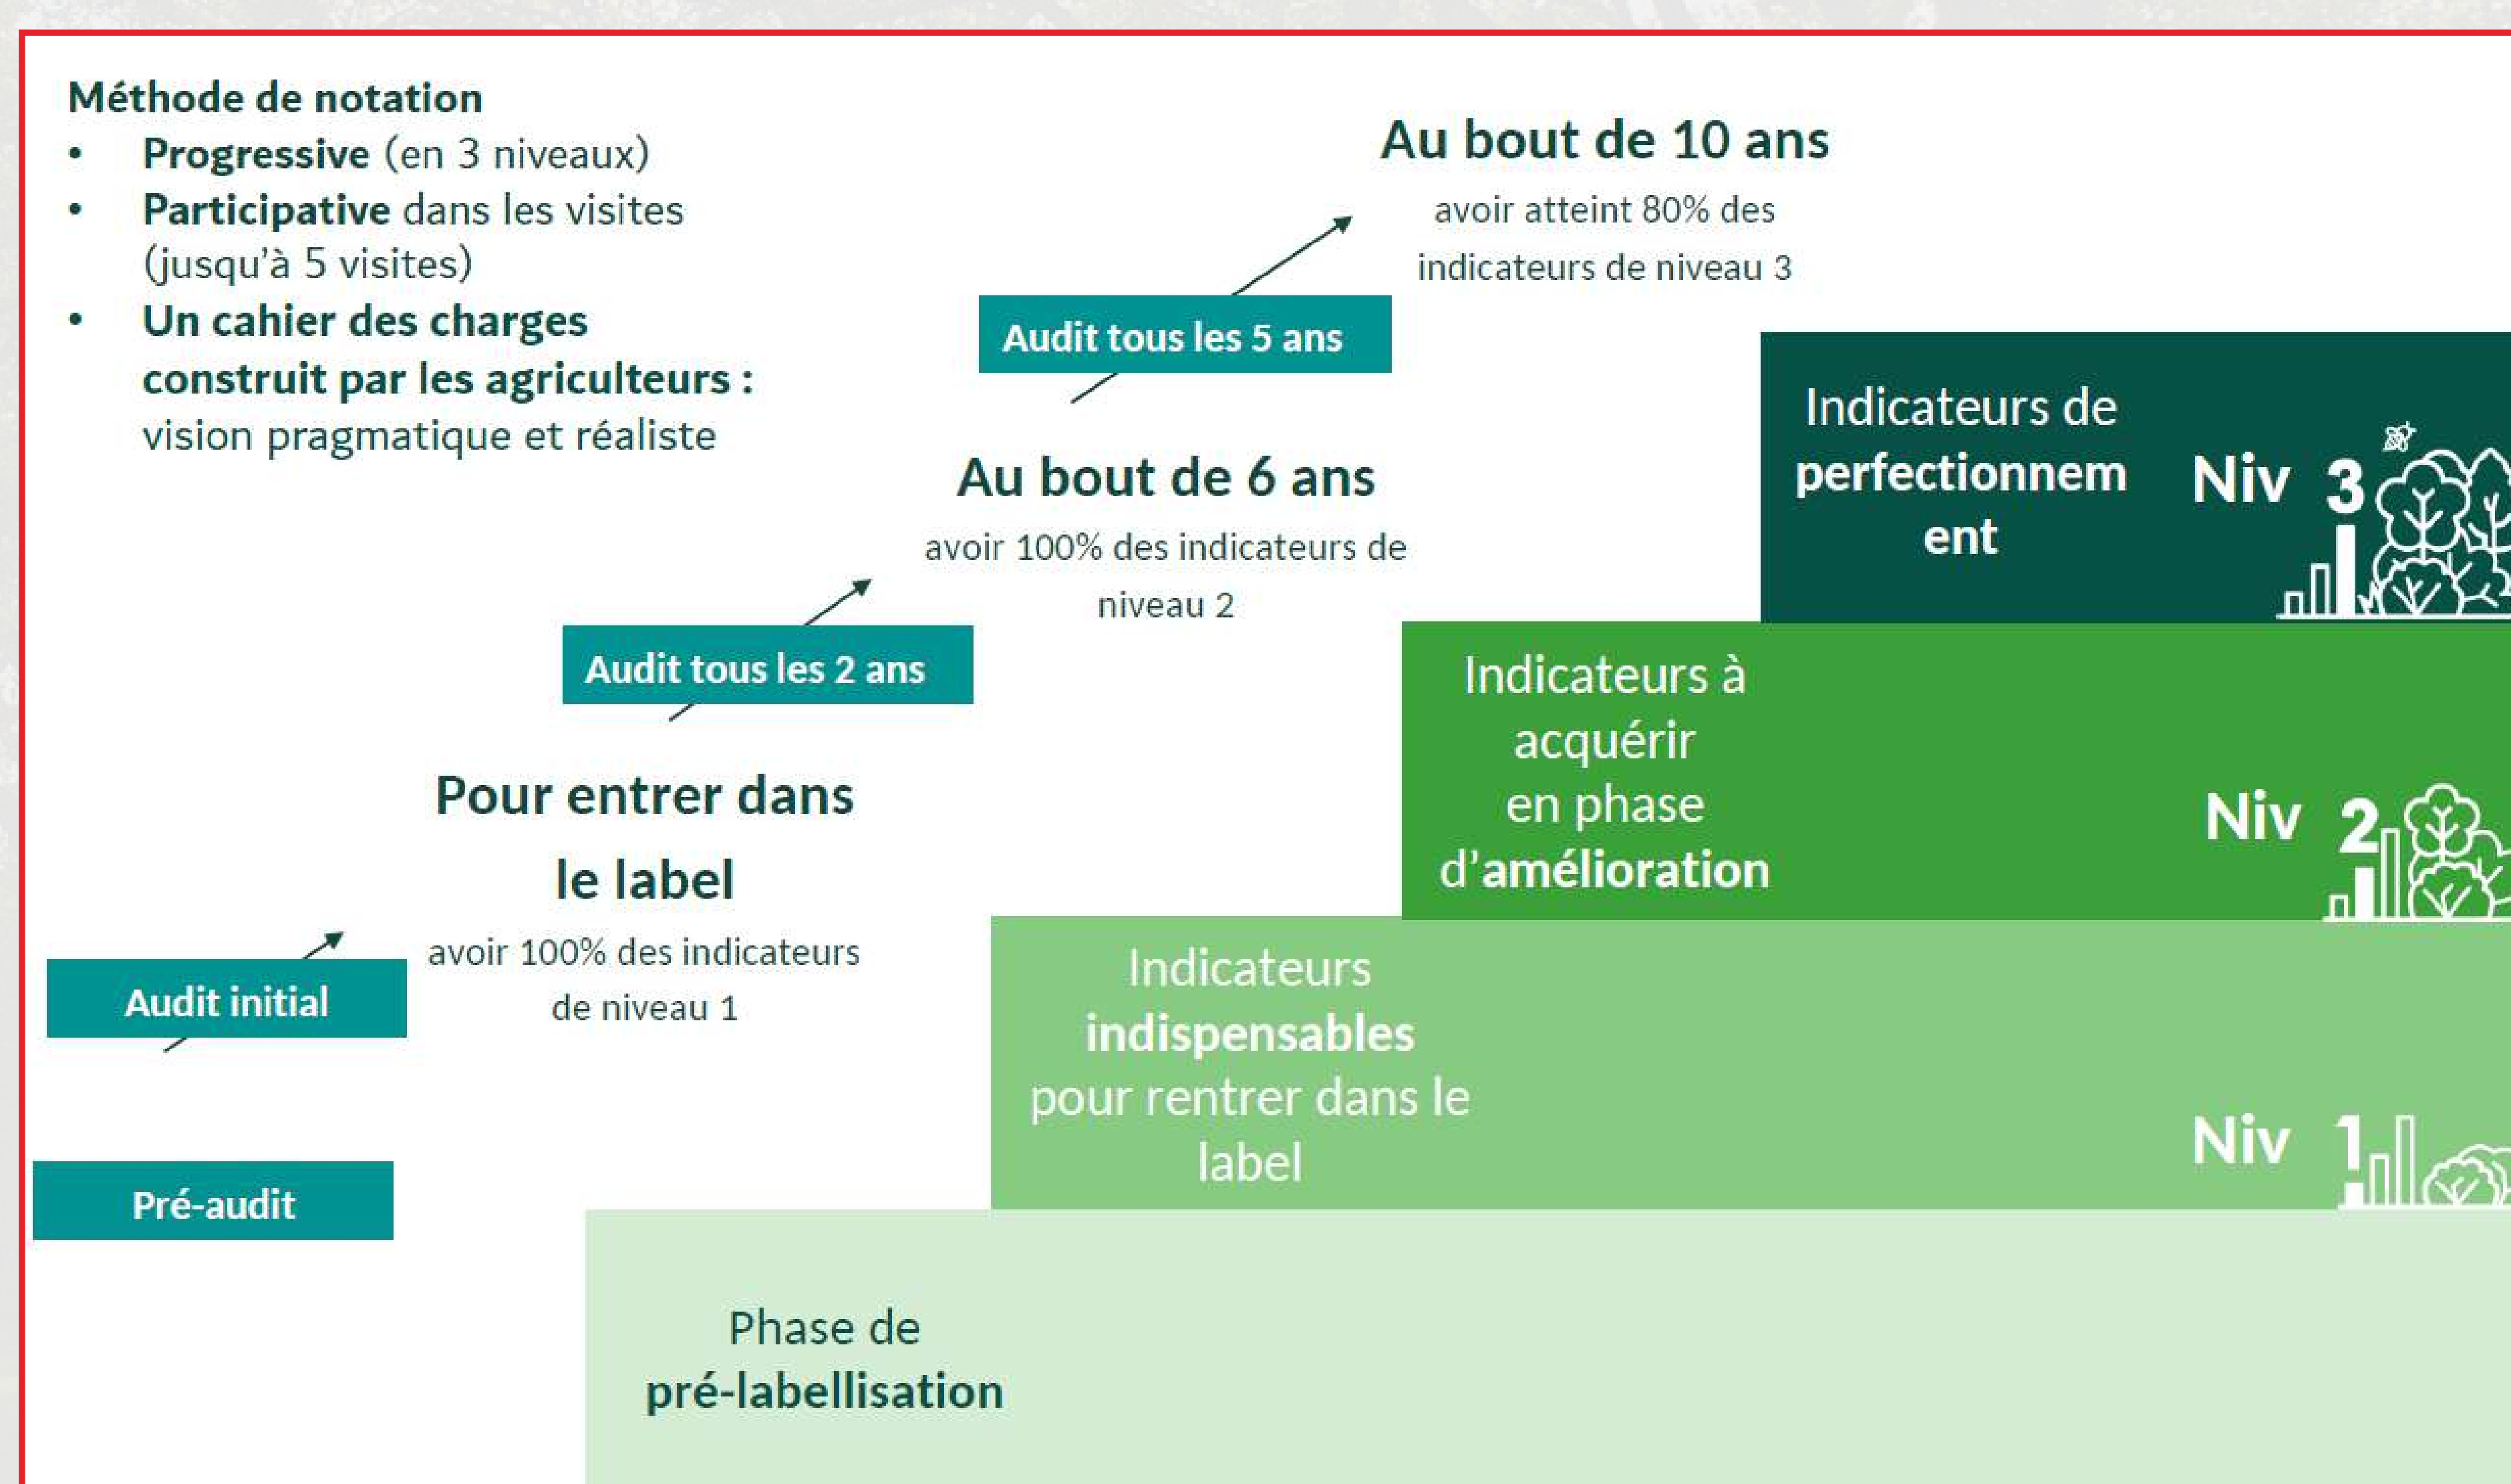 Méthode de notation
• Progressive (en 3 niveaux)
• Participative dans les visites
(jusqu'à 5 visites)
• Un cahier des charges
construit par les agriculteurs :
vision pragmatique et réaliste
Au bout de 10 ans
avoir atteint 80% des
indicateurs de niveau 3
Audit tous les 5 ans
Au bout de 6 ans
avoir 100% des indicateurs de
niveau 2
Audit tous les 2 ans
Pour entrer dans
le label
avoir 100% des indicateurs
de niveau 1
Audit initial
Pré-audit
Indicateurs de
perfectionnem
ent
Niv 3
Indicateurs à
acquérir
en phase
d'amélioration
Niv 2
Indicateurs
indispensables
pour rentrer dans le
label
Niv 1
Phase de
pré-labellisation